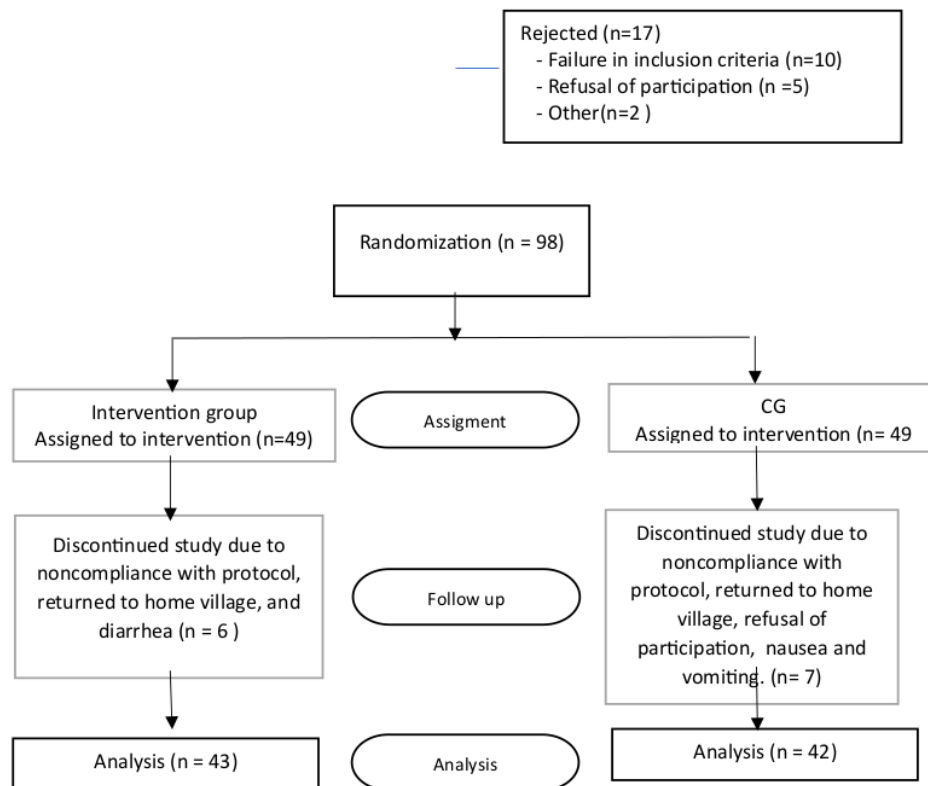 Rejected (n=17)
- Failure in inclusion criteria (n=10)
- Refusal of participation (n =5)
- Other(n=2 )
Randomization (n = 98)
Intervention group
Assigned to intervention (n=49)
Assigment
CG
Assigned to intervention (n= 49
Discontinued study due to
noncompliance with protocol,
returned to home village, and
diarrhea (n = 6 )
Follow up
Discontinued study due to
noncompliance with
protocol, returned to home
village, refusal of
participation, nausea and
vomiting. (n= 7)
Analysis (n = 43)
Analysis
Analysis (n = 42)